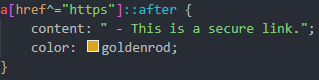 a[href^="https"]::after {
    content: " - This is a secure link.";
    color: goldenrod;
}